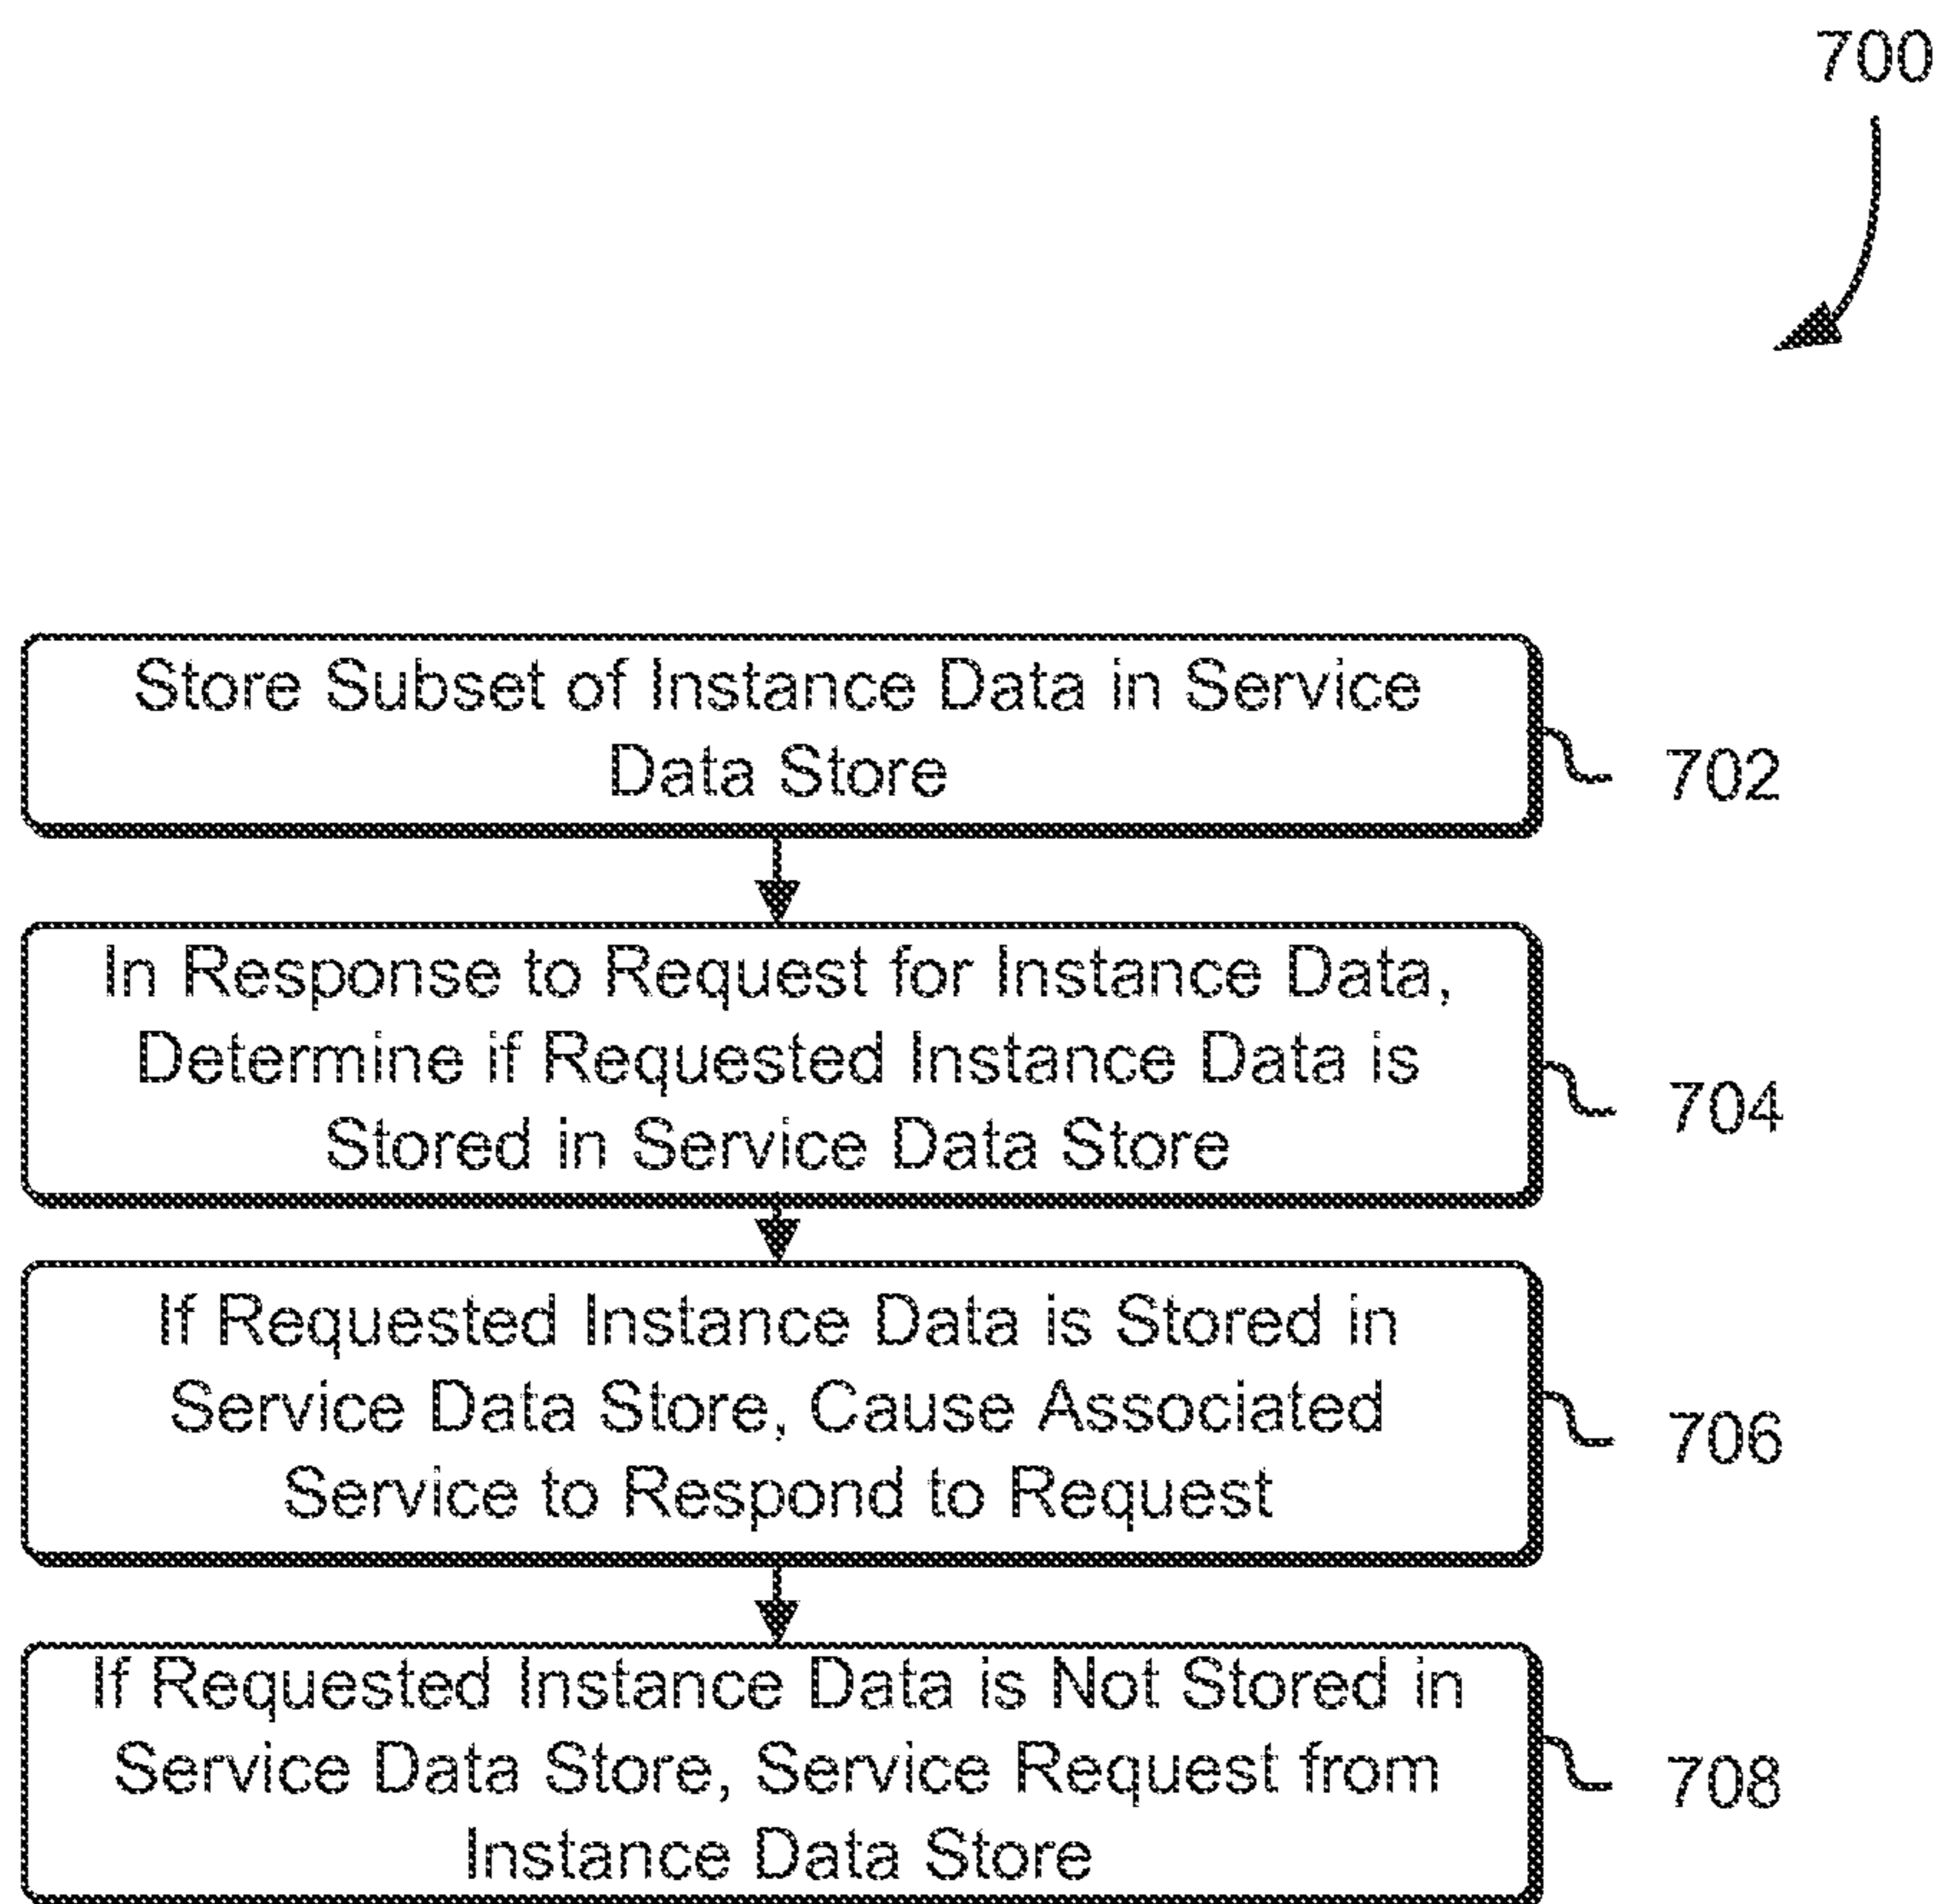 700
Store Subset of Instance Data in Service
Data Store
702
In Response to Request for Instance Data,
Determine if Requested Instance Data is
Stored in Service Data Store
704
If Requested Instance Data is Stored in
Service Data Store, Cause Associated
Service to Respond to Request
706
If Requested Instance Data is Not Stored in
Service Data Store, Service Request from
Instance Data Store
708